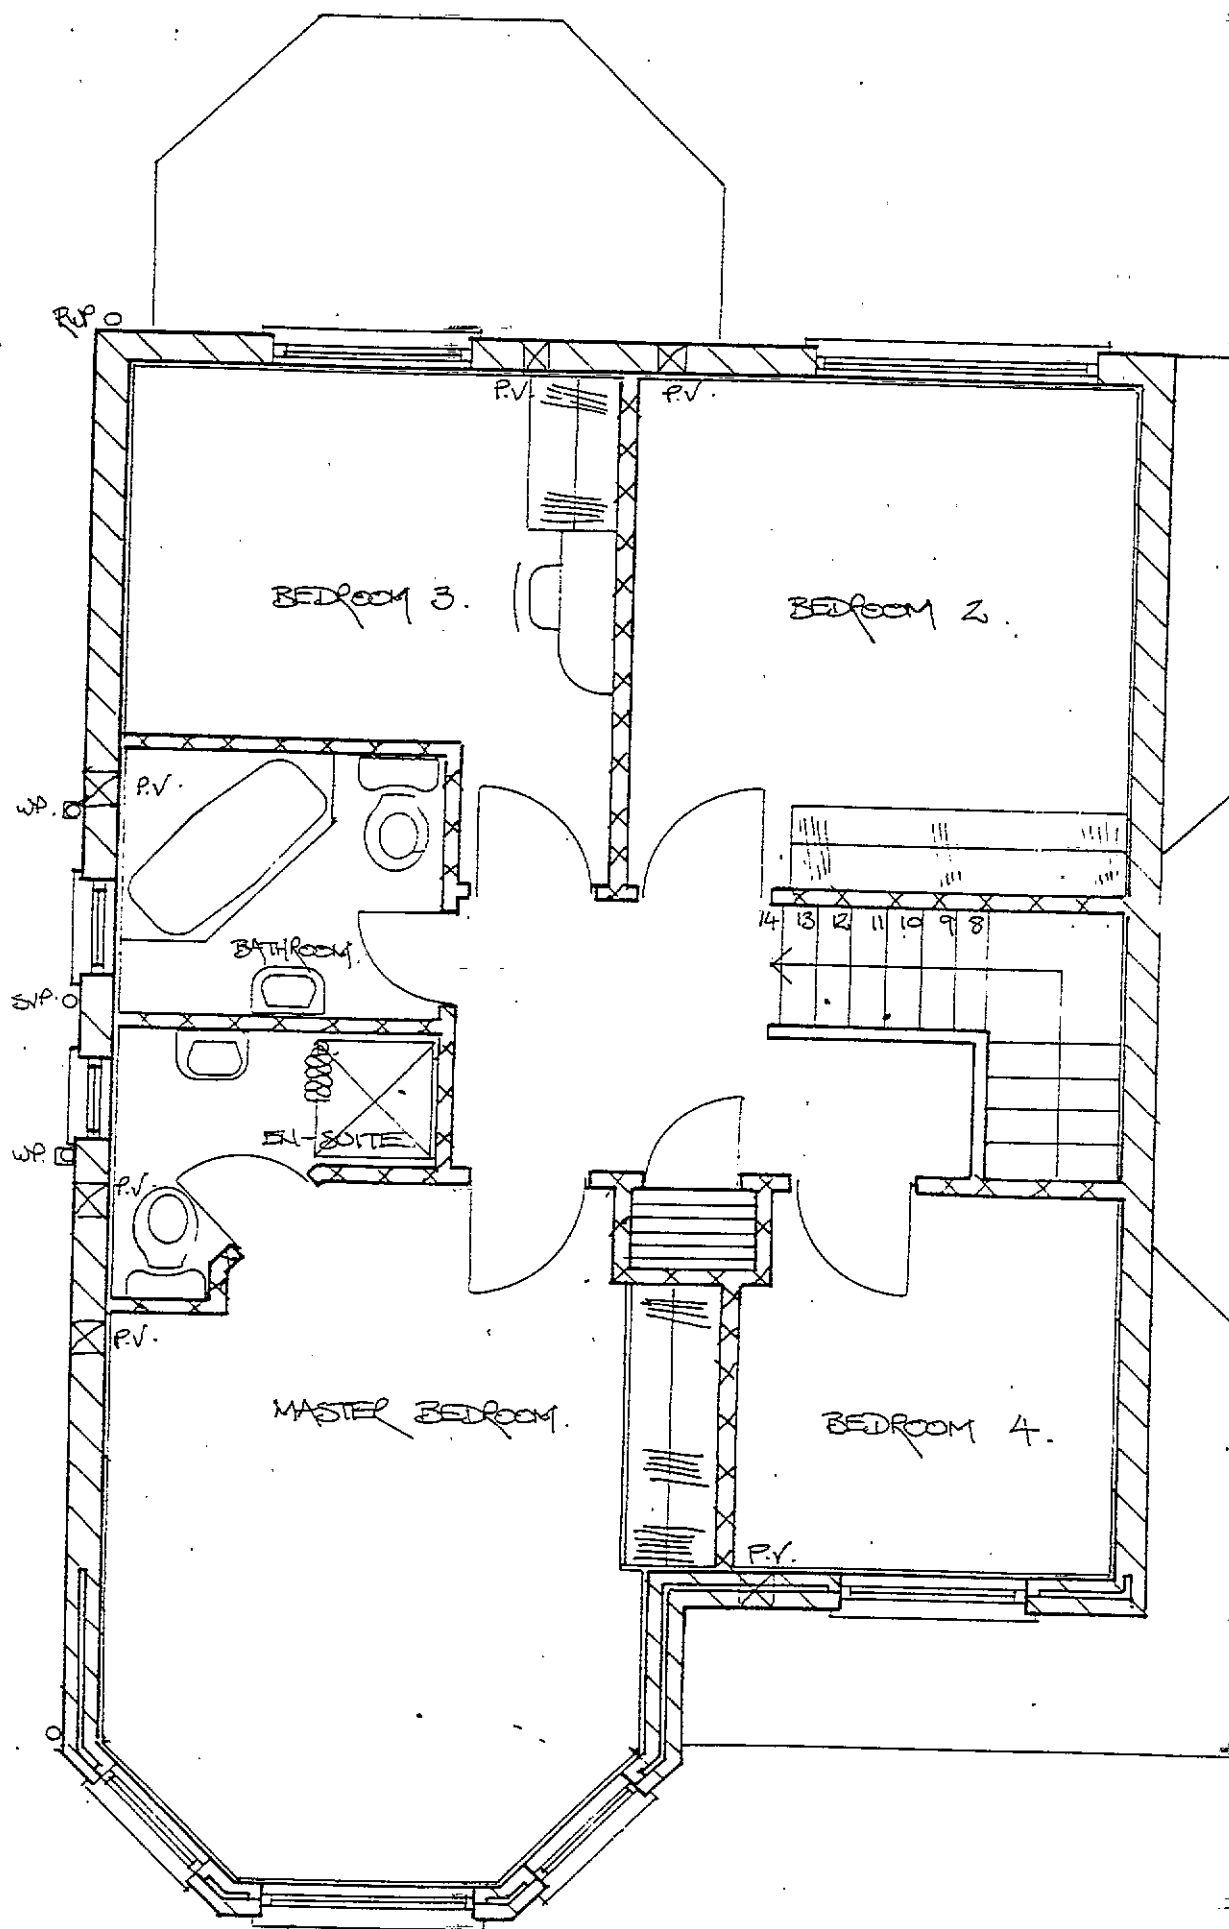 RWP
P.V.
P.V.
BEDROOM 3.
BEDROOM 2.
P.V.
WP.
14 13 12 11 10 9 8
BATHROOM.
SVP.
EN-SUITE.
WP.
P.V.
P.V.
MASTER BEDROOM.
BEDROOM 4.
P.V.